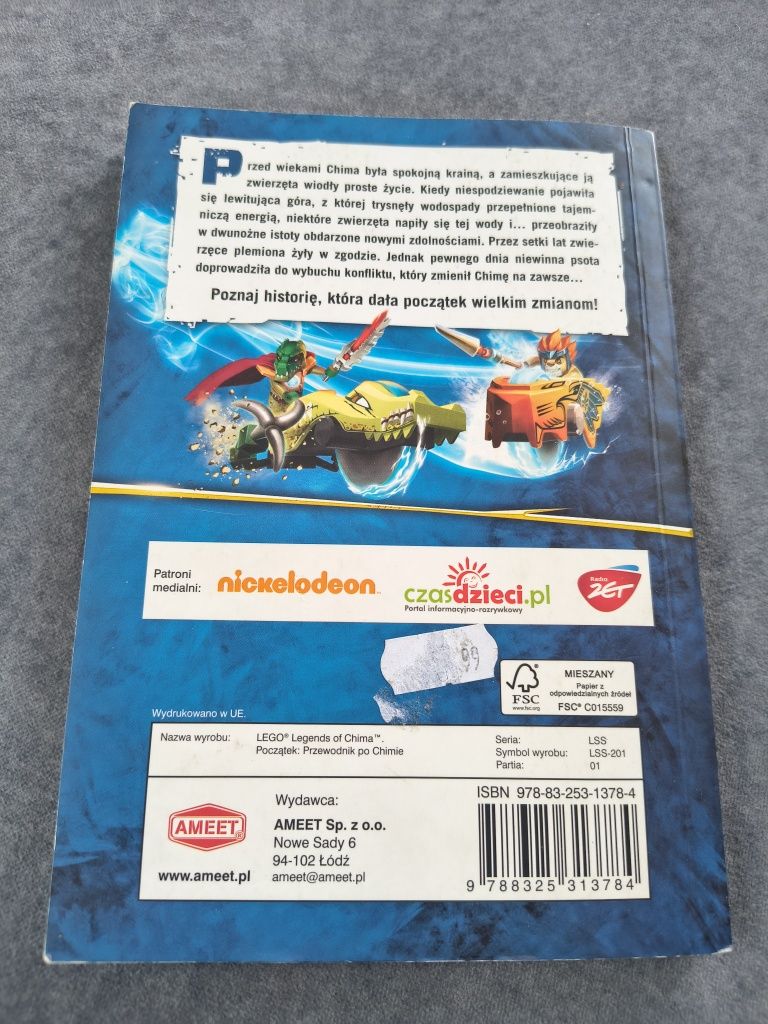 Przed wiekami Chima była spokojną krainą, a zamieszkujące ją
zwierzęta wiodły proste życie. Kiedy niespodziewanie pojawiła
się lewitująca góra, z której trysnęły wodospady przepełnione tajem-
niczą energią, niektóre zwierzęta napiły się tej wody i... przeobraziły
w dwunożne istoty obdarzone nowymi zdolnościami. Przez setki lat zwie-
rzęce plemiona żyły w zgodzie. Jednak pewnego dnia niewinna psota
doprowadziła do wybuchu konfliktu, który zmienił Chimę na zawsze...
Poznaj historię, która dała początek wielkim zmianom!
Patroni
medialni:
nickelodeon
czasdzieci.pl
Portal informacyjno-rozrywkowy
Radio
ZET
99
FSC
www.fsc.org
MIESZANY
Papier z
odpowiedzialnych źródeł
FSC® C015559
Wydrukowano w UE.
Nazwa wyrobu: LEGO® Legends of Chima™.
Początek: Przewodnik po Chimie
Seria: LSS
Symbol wyrobu: LSS-201
Partia: 01
AMEET®
www.ameet.pl
Wydawca:
AMEET Sp. z o.o.
Nowe Sady 6
94-102 Łódź
ameet@ameet.pl
ISBN 978-83-253-1378-4
9 788325 313784